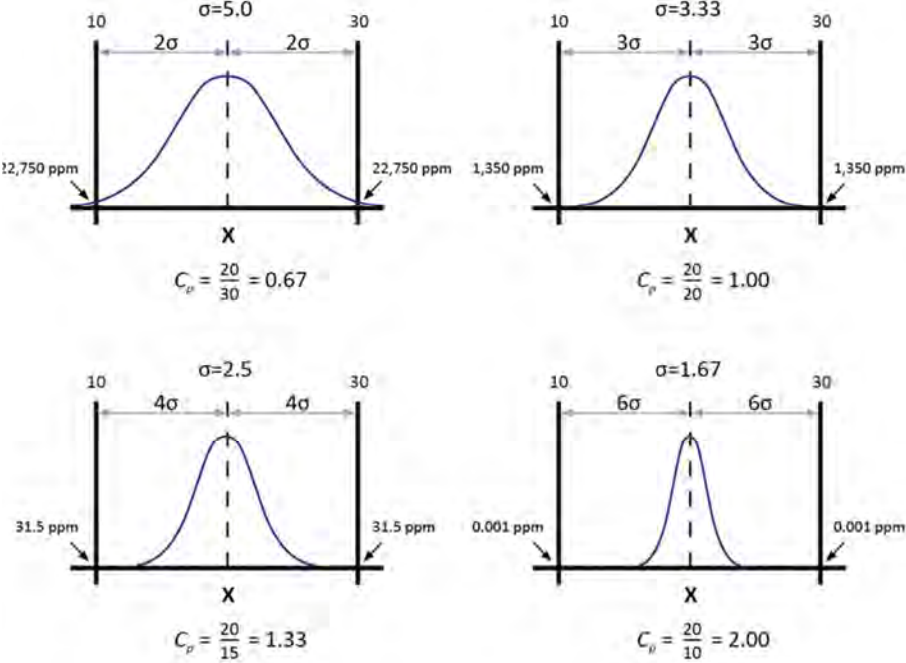 σ=5.0
10 30
2σ 2σ
22,750 ppm 22,750 ppm
X
Cp = 20/30 = 0.67
σ=3.33
10 30
3σ 3σ
1,350 ppm 1,350 ppm
X
Cp = 20/20 = 1.00
σ=2.5
10 30
4σ 4σ
31.5 ppm 31.5 ppm
X
Cp = 20/15 = 1.33
σ=1.67
10 30
6σ 6σ
0.001 ppm 0.001 ppm
X
Cp = 20/10 = 2.00